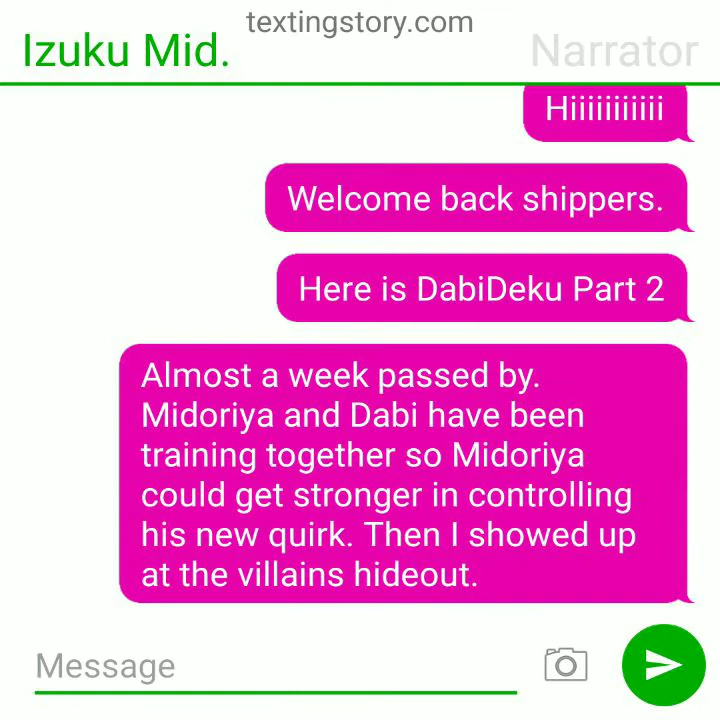 textingstory.com
Izuku Mid.
Narrator
Hiiiiiiiiiii
Welcome back shippers.
Here is DabiDeku Part 2
Almost a week passed by.
Midoriya and Dabi have been
training together so Midoriya
could get stronger in controlling
his new quirk. Then I showed up
at the villains hideout.
Message